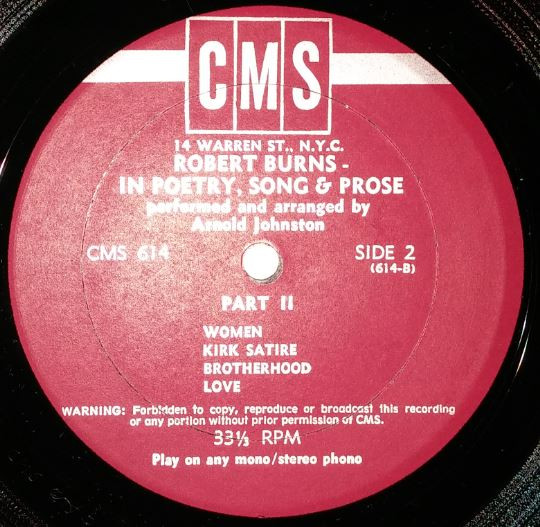 CMS
14 WARREN ST., N.Y.C.
ROBERT BURNS -
IN POETRY, SONG & PROSE
performed and arranged by
Arnold Johnston
CMS 614
SIDE 2
(614-B)
PART II
WOMEN
KIRK SATIRE
BROTHERHOOD
LOVE
WARNING: Forbidden to copy, reproduce or broadcast this recording
or any portion without prior permission of CMS.
33⅓ RPM
Play on any mono/stereo phono